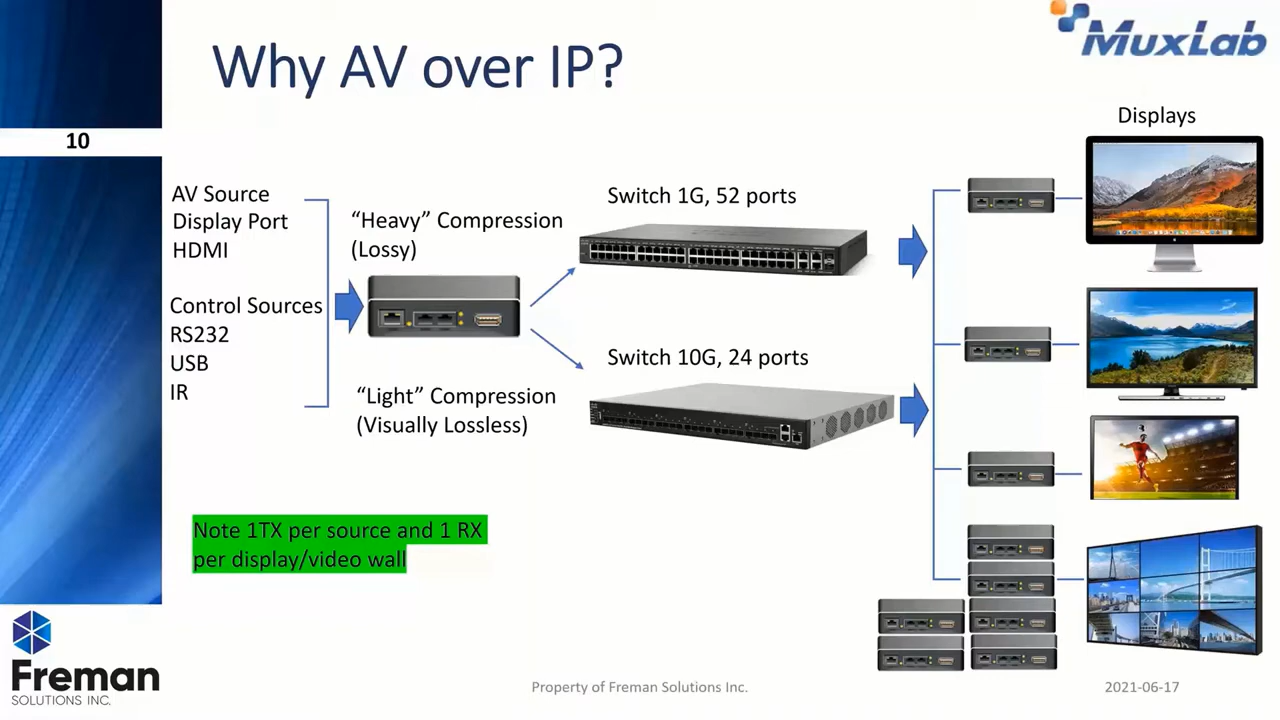 Why AV over IP?
MuxLab
10
Displays
AV Source
Display Port
HDMI
Control Sources
RS232
USB
IR
“Heavy” Compression
(Lossy)
“Light” Compression
(Visually Lossless)
Switch 1G, 52 ports
Switch 10G, 24 ports
Note 1TX per source and 1 RX
per display/video wall
Freman
SOLUTIONS INC.
Property of Freman Solutions Inc.
2021-06-17